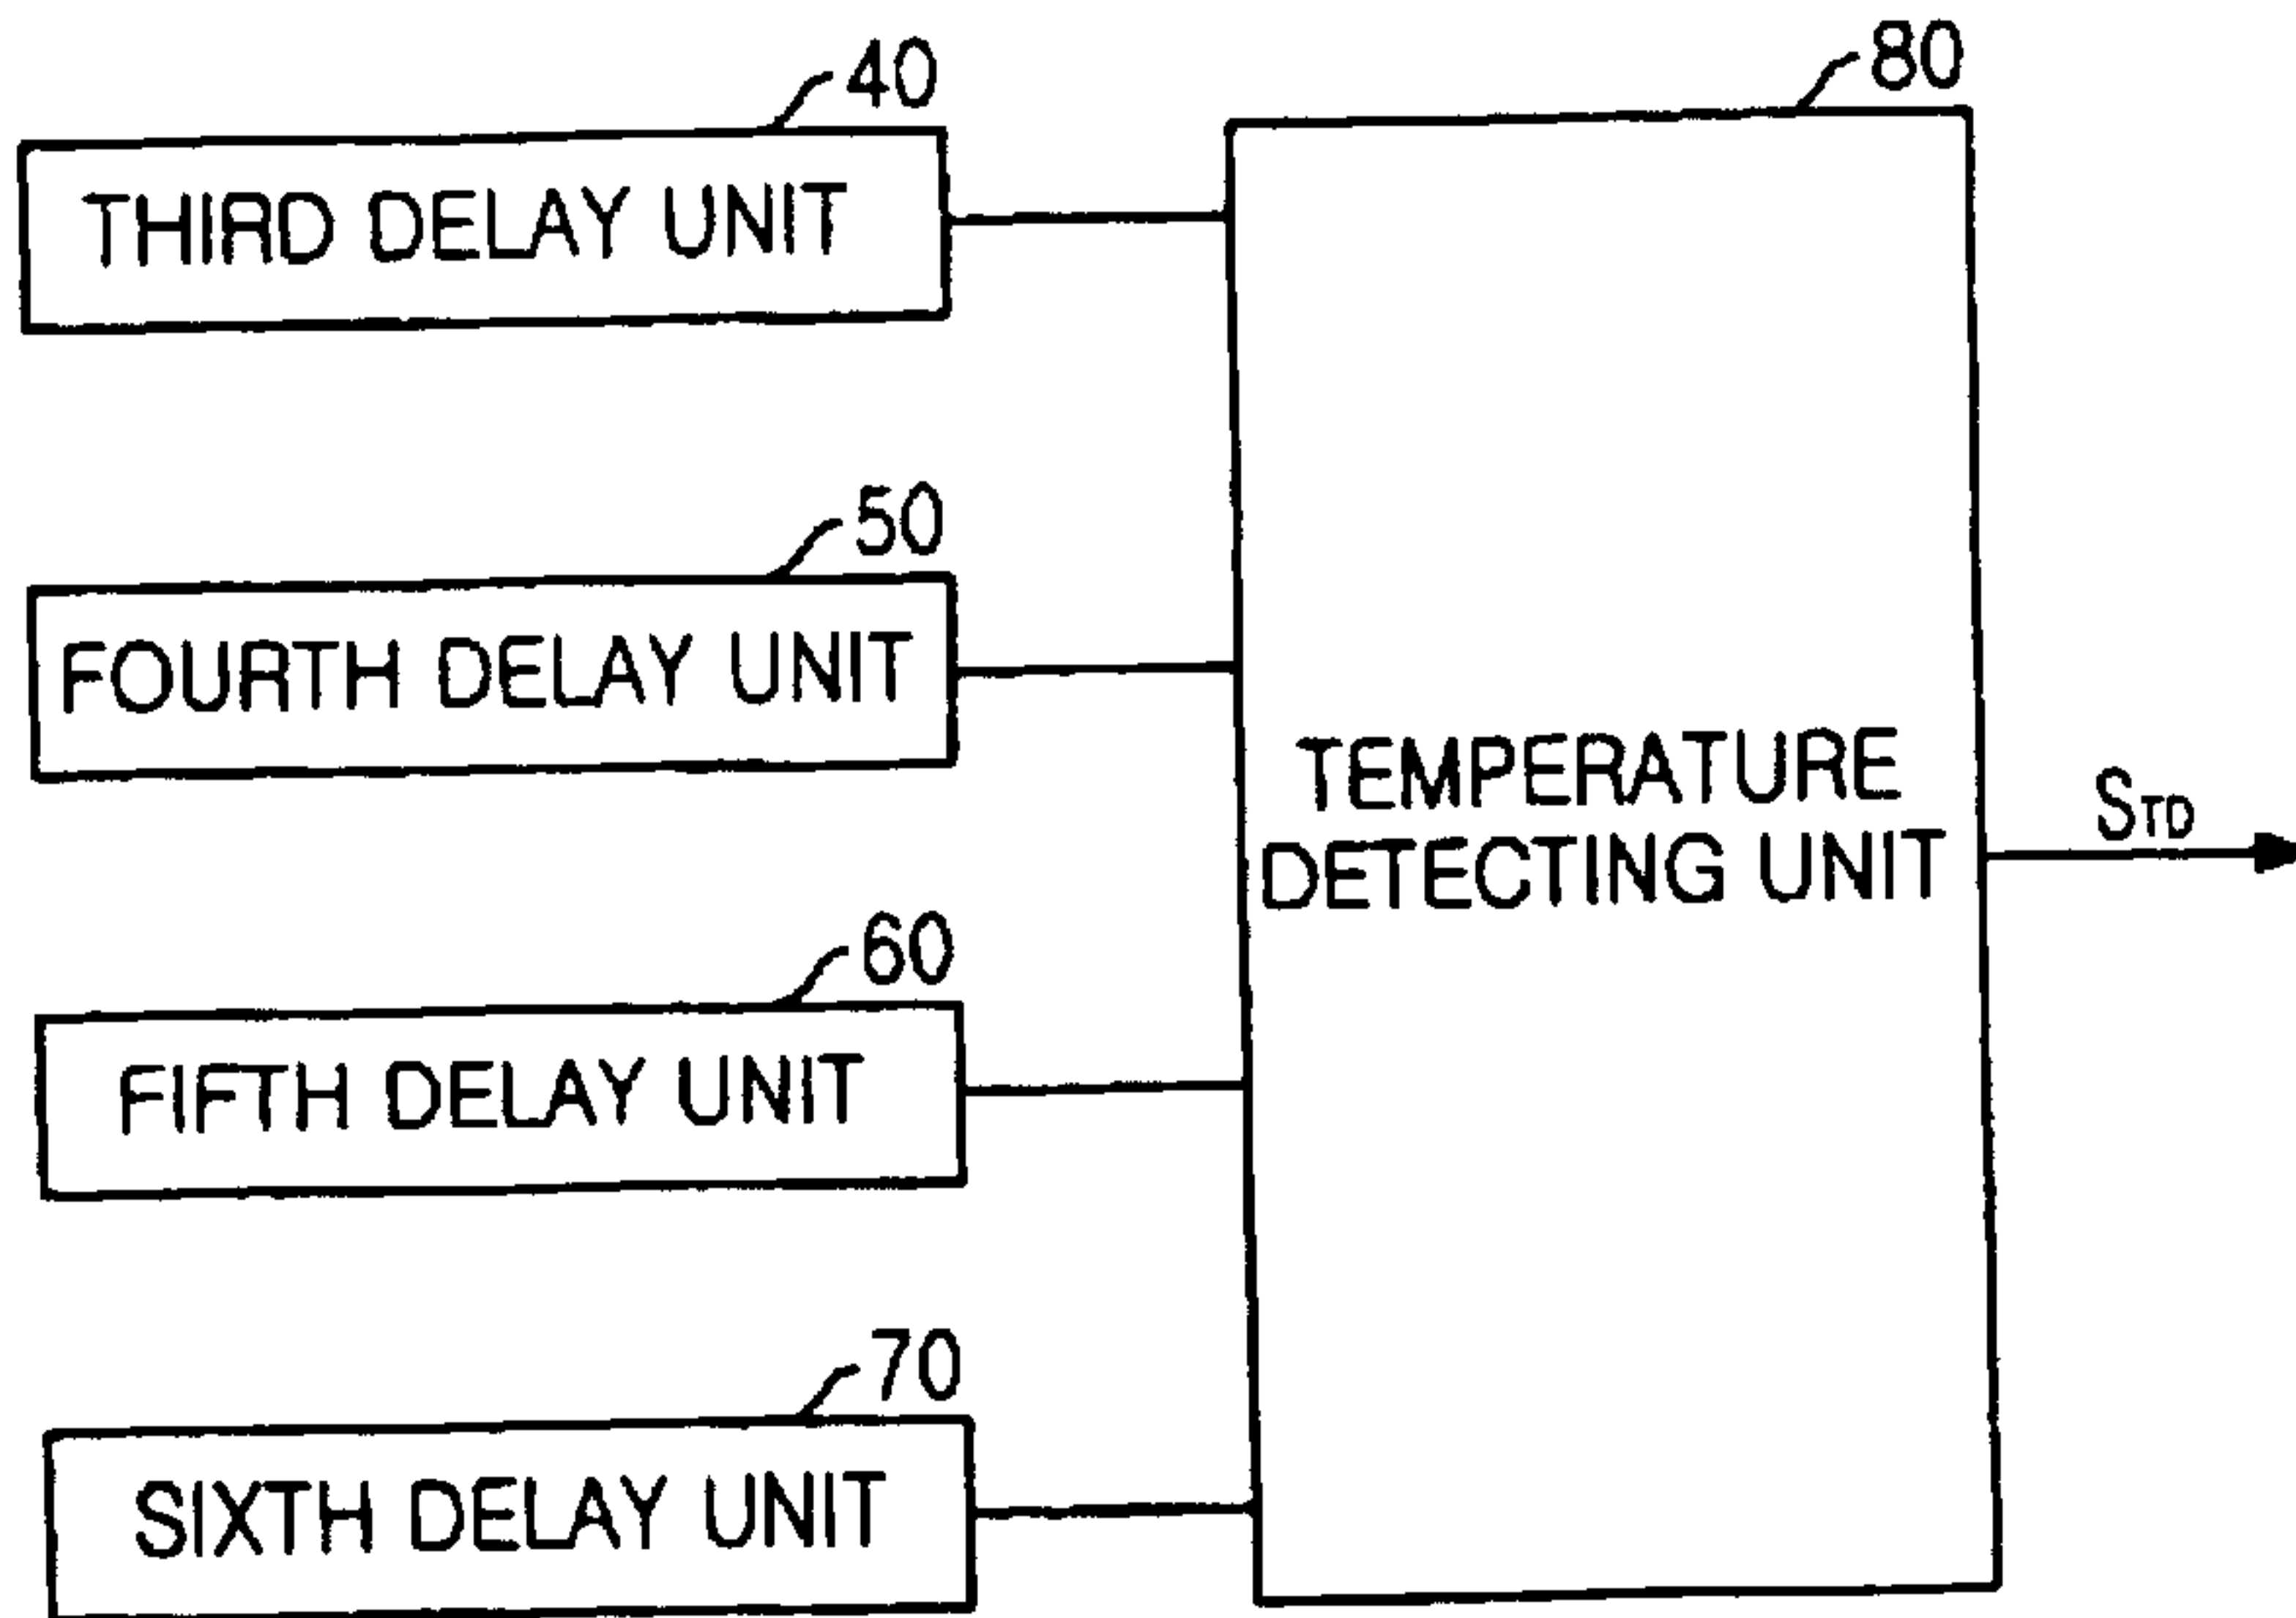 40
THIRD DELAY UNIT
80
50
FOURTH DELAY UNIT
TEMPERATURE
DETECTING UNIT
STD
60
FIFTH DELAY UNIT
70
SIXTH DELAY UNIT